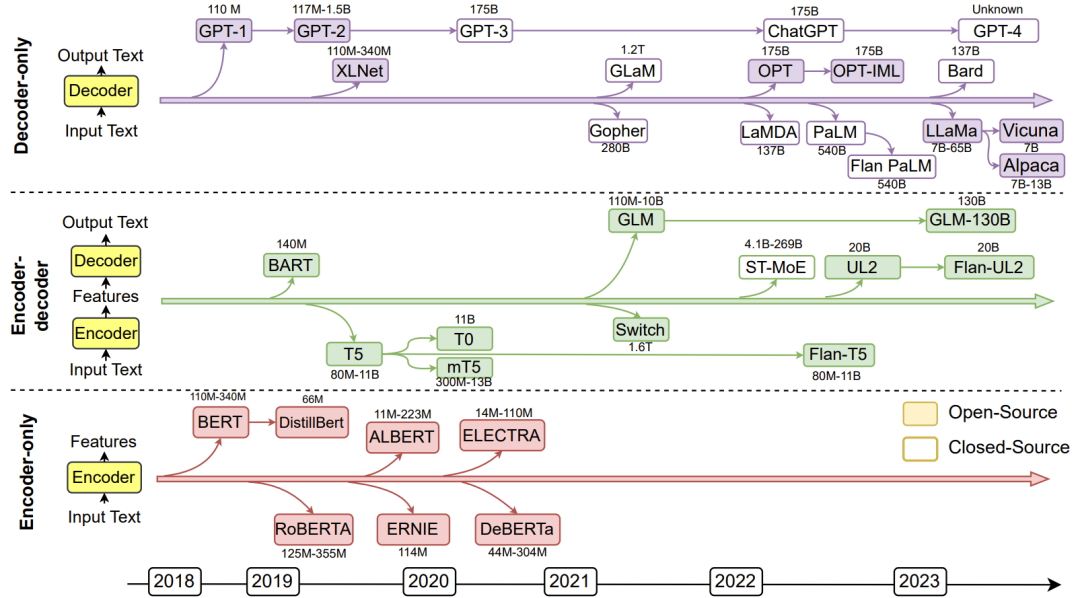 Decoder-only
Output Text
Decoder
Input Text
110 M
GPT-1
117M-1.5B
GPT-2
175B
GPT-3
175B
ChatGPT
Unknown
GPT-4
110M-340M
XLNet
1.2T
GLaM
175B
OPT
175B
OPT-IML
137B
Bard
Gopher
280B
LaMDA
137B
PaLM
540B
Flan PaLM
540B
LLaMa
7B-65B
Vicuna
7B
Alpaca
7B-13B
Encoder-
decoder
Output Text
Decoder
Features
Encoder
Input Text
140M
BART
110M-10B
GLM
130B
GLM-130B
4.1B-269B
ST-MoE
20B
UL2
20B
Flan-UL2
T5
80M-11B
11B
T0
mT5
300M-13B
Switch
1.6T
Flan-T5
80M-11B
Encoder-only
Features
Encoder
Input Text
110M-340M
BERT
66M
DistillBert
11M-223M
ALBERT
14M-110M
ELECTRA
RoBERTA
125M-355M
ERNIE
114M
DeBERTa
44M-304M
Open-Source
Closed-Source
2018
2019
2020
2021
2022
2023